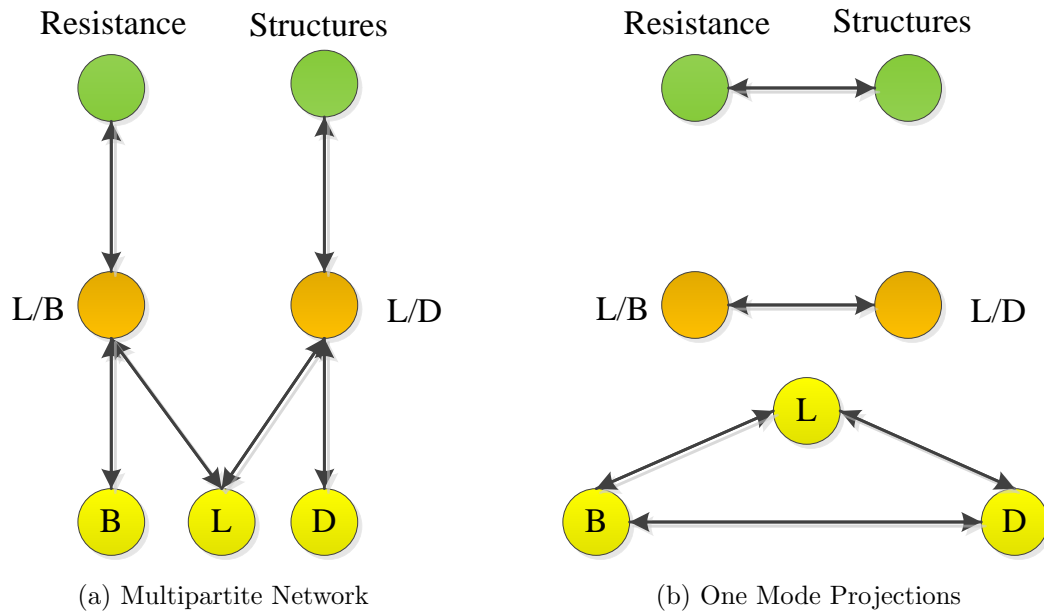 Resistance
Structures
L/B
L/D
B
L
D
(a) Multipartite Network
Resistance
Structures
L/B
L/D
L
B
D
(b) One Mode Projections